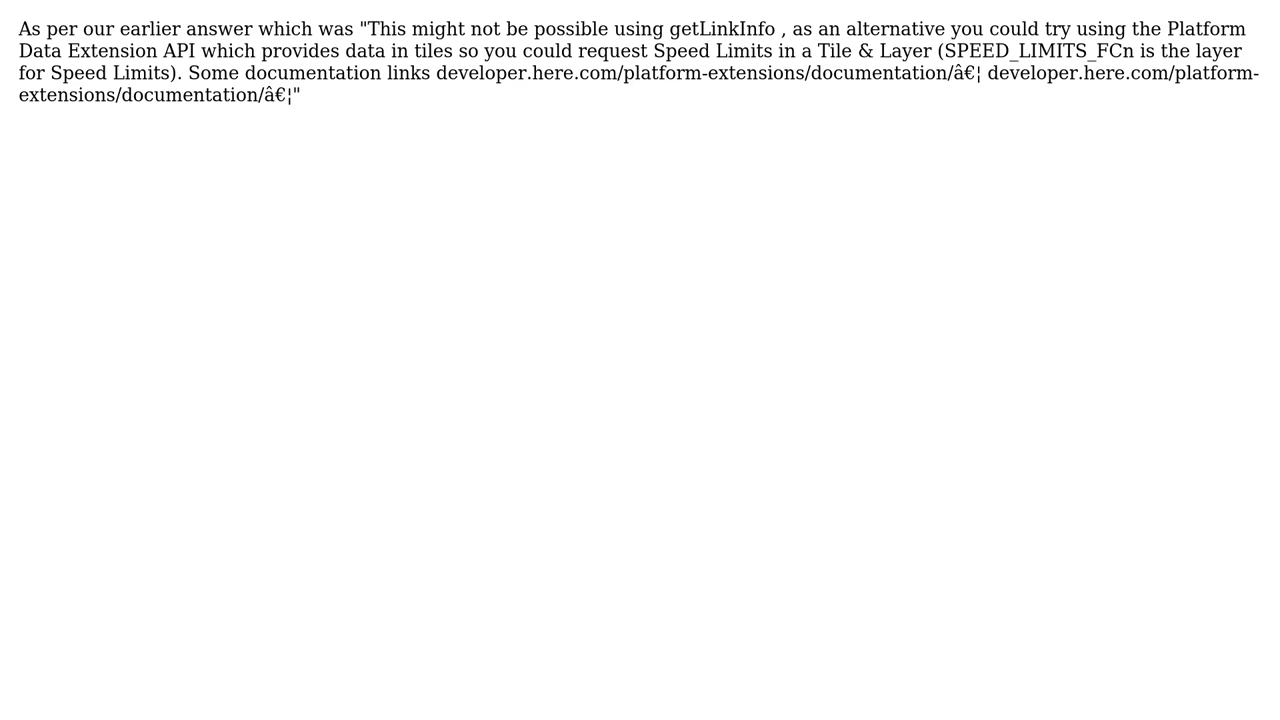 As per our earlier answer which was "This might not be possible using getLinkInfo , as an alternative you could try using the Platform
Data Extension API which provides data in tiles so you could request Speed Limits in a Tile & Layer (SPEED_LIMITS_FCn is the layer
for Speed Limits). Some documentation links developer.here.com/platform-extensions/documentation/â€¦ developer.here.com/platform-
extensions/documentation/â€¦"